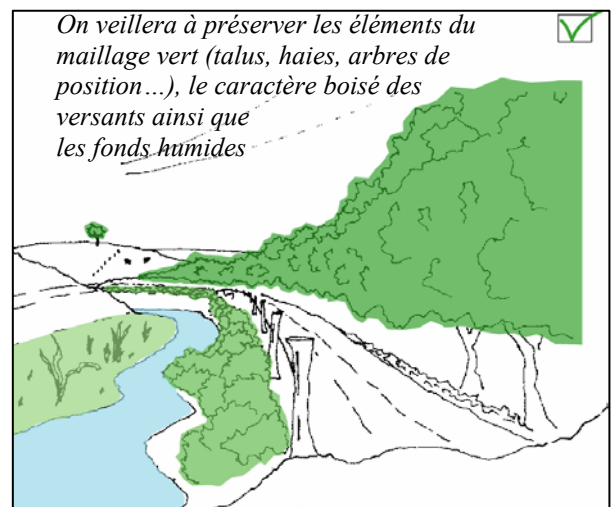 On veillera à préserver les éléments du
maillage vert (talus, haies, arbres de
position…), le caractère boisé des
versants ainsi que
les fonds humides